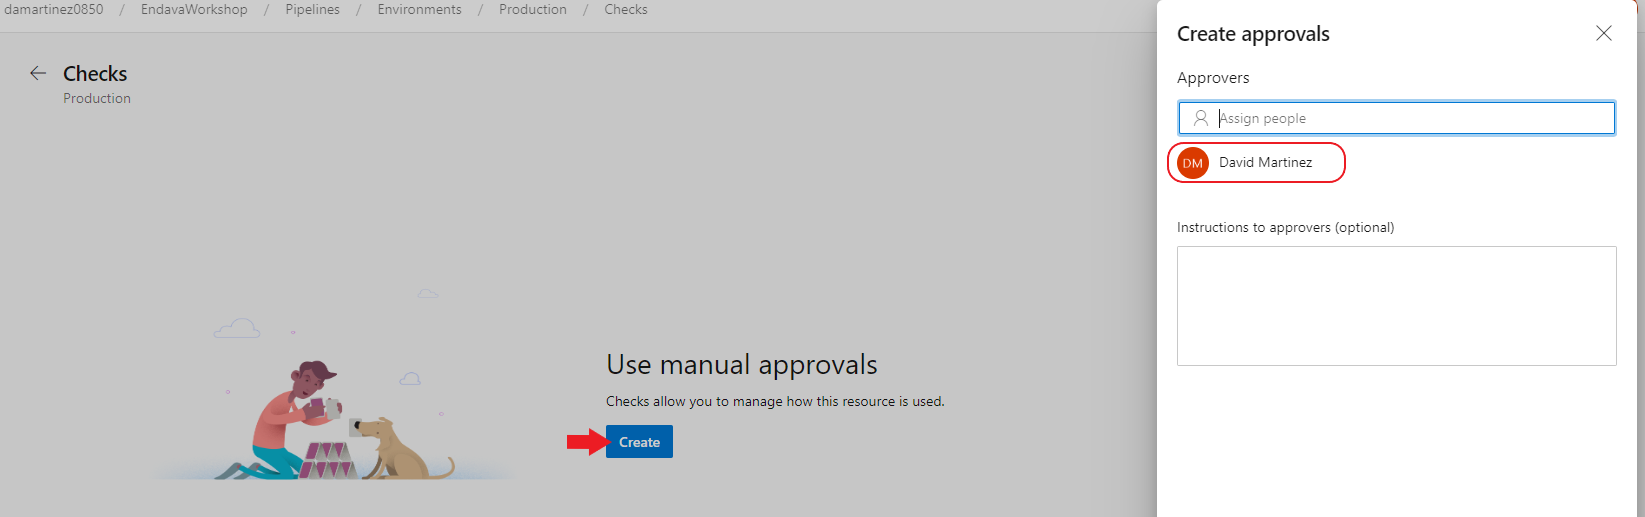 damartinez0850 / EndavaWorkshop / Pipelines / Environments / Production / Checks
Checks
Production
Use manual approvals
Checks allow you to manage how this resource is used.
Create
Create approvals
Approvers
Assign people
DM David Martinez
Instructions to approvers (optional)